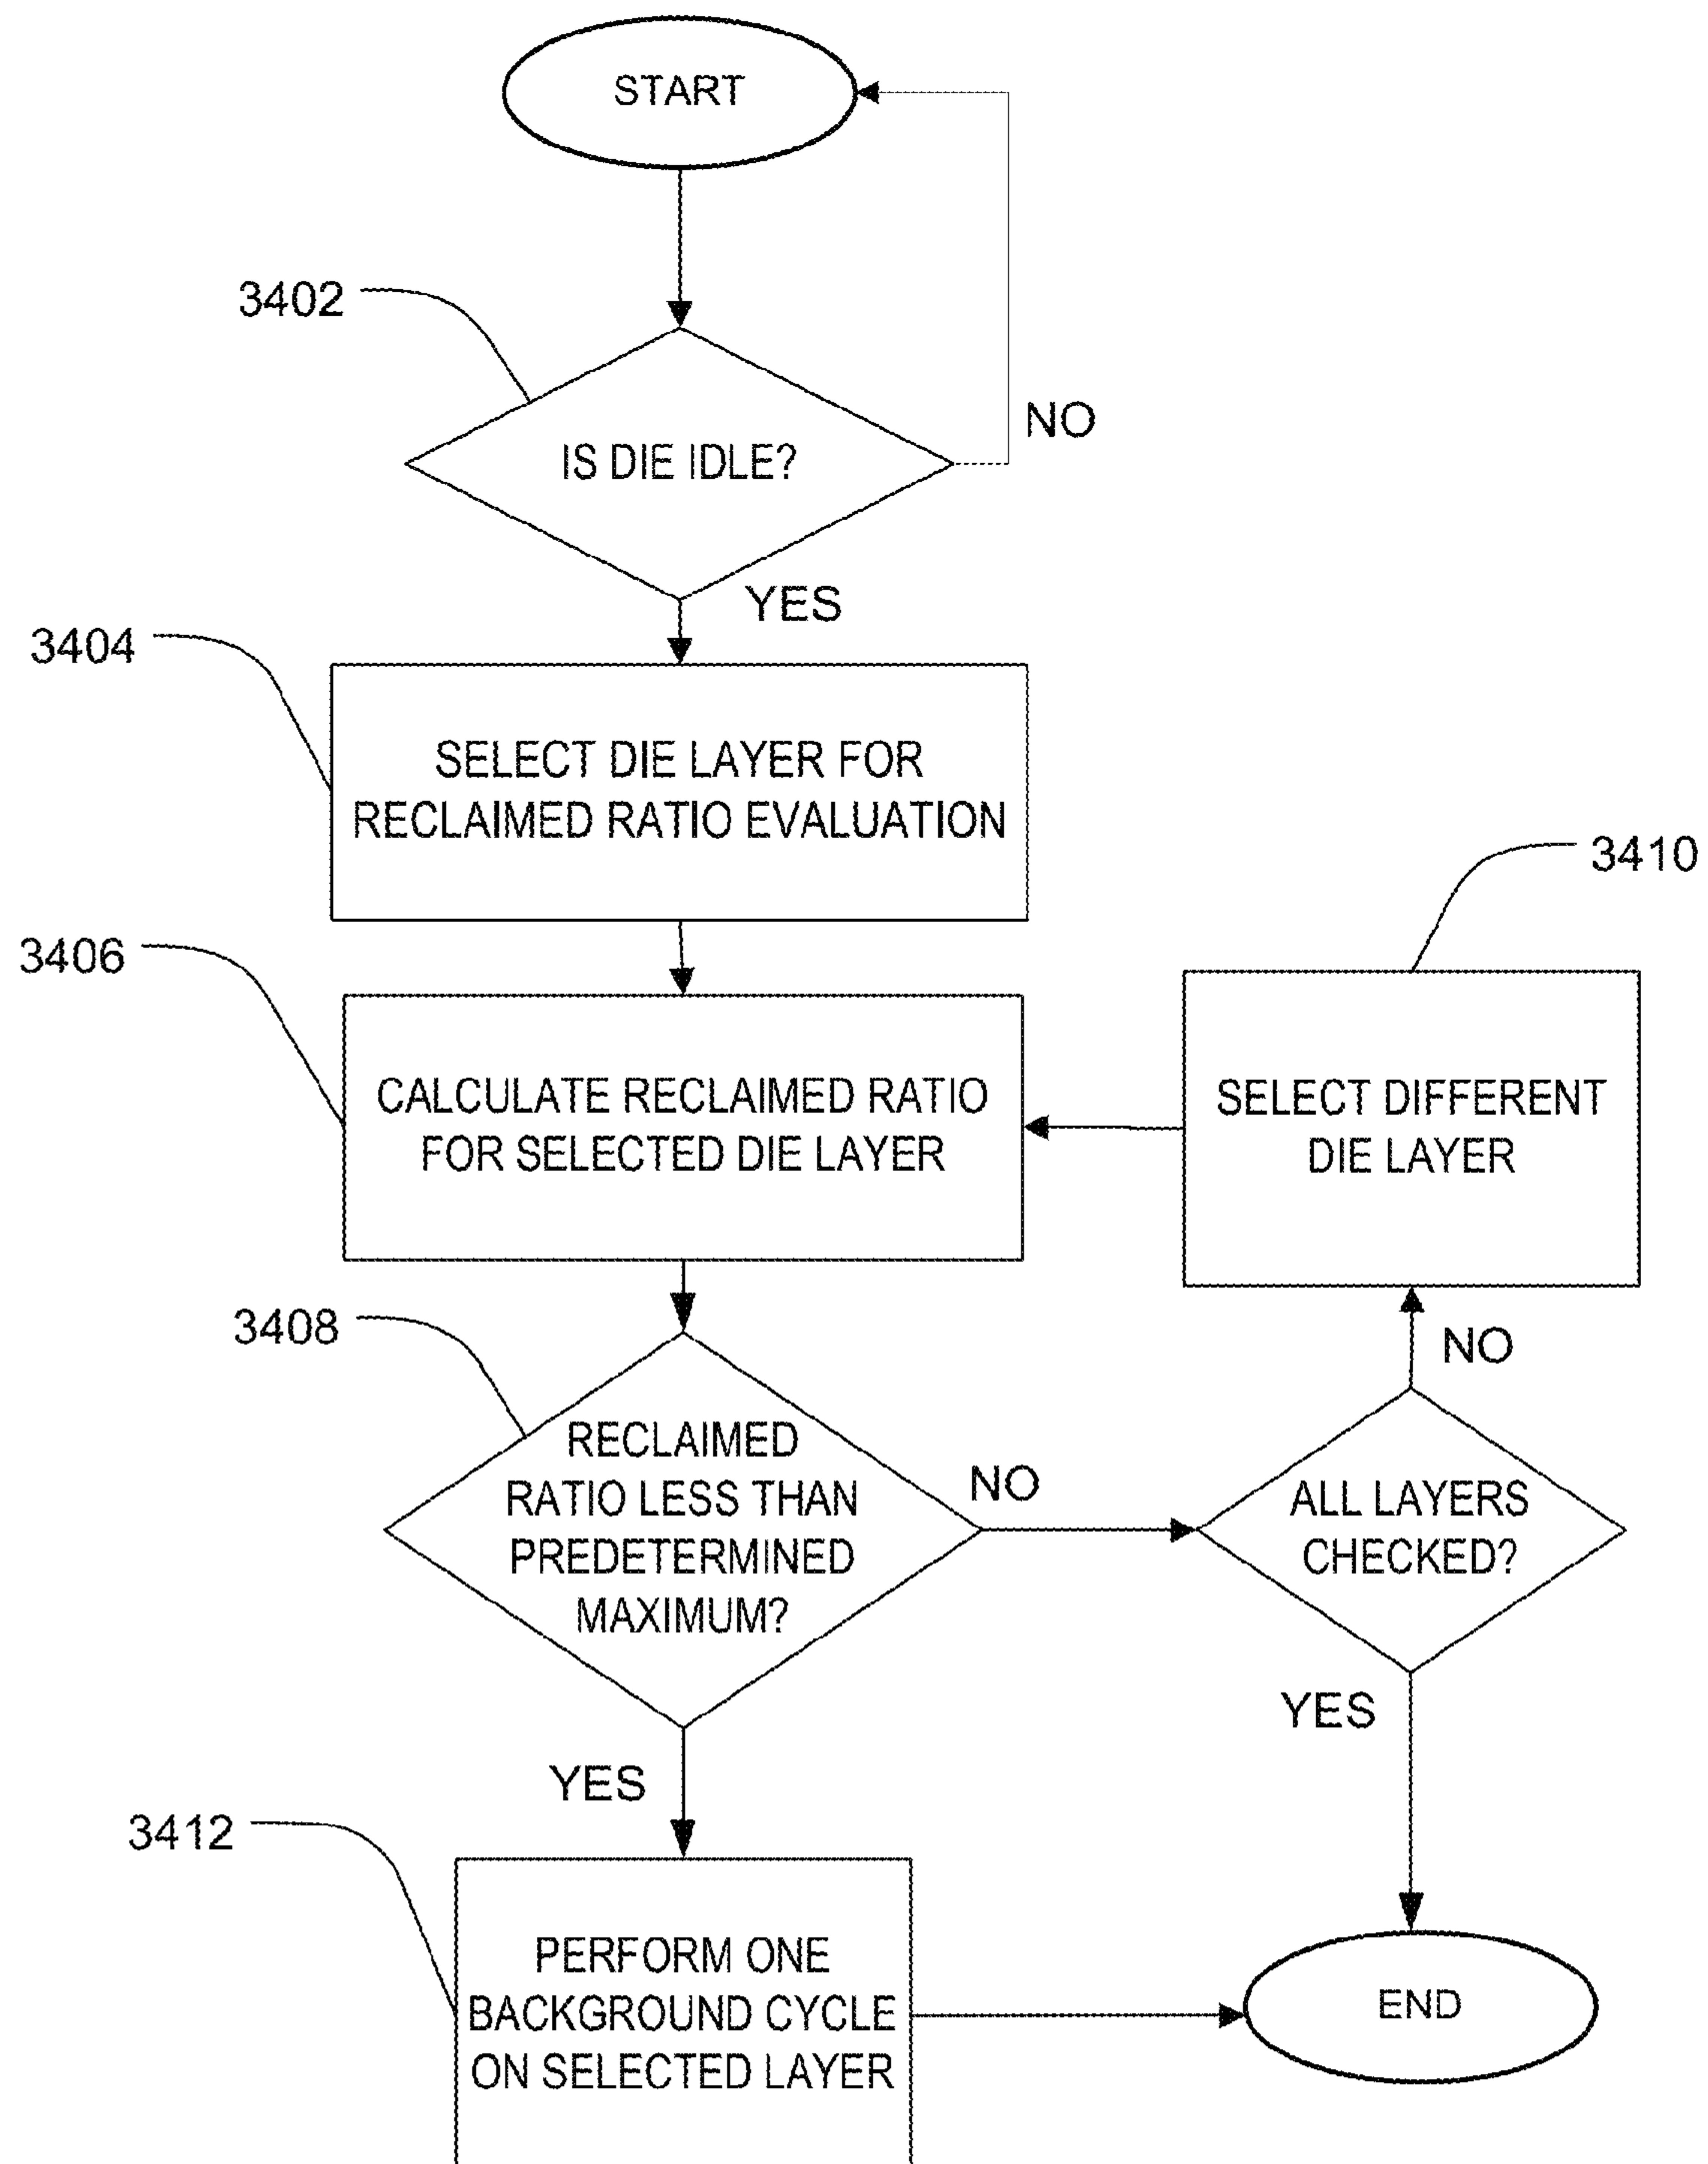 START
3402
NO
IS DIE IDLE?
YES
3404
SELECT DIE LAYER FOR
RECLAIMED RATIO EVALUATION
3410
3406
CALCULATE RECLAIMED RATIO
FOR SELECTED DIE LAYER
SELECT DIFFERENT
DIE LAYER
3408
NO
RECLAIMED
RATIO LESS THAN
PREDETERMINED
MAXIMUM?
NO
ALL LAYERS
CHECKED?
YES
YES
3412
PERFORM ONE
BACKGROUND CYCLE
ON SELECTED LAYER
END